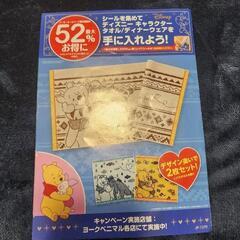 シールを集めて
ディズニー キャラクター
タオル/ディナーウェアを
手に入れよう!
52%
最大
お得に
Disney
デザイン違いで
2枚セット!
キャンペーン実施店舗:
ヨークベニマル各店にて実施中!